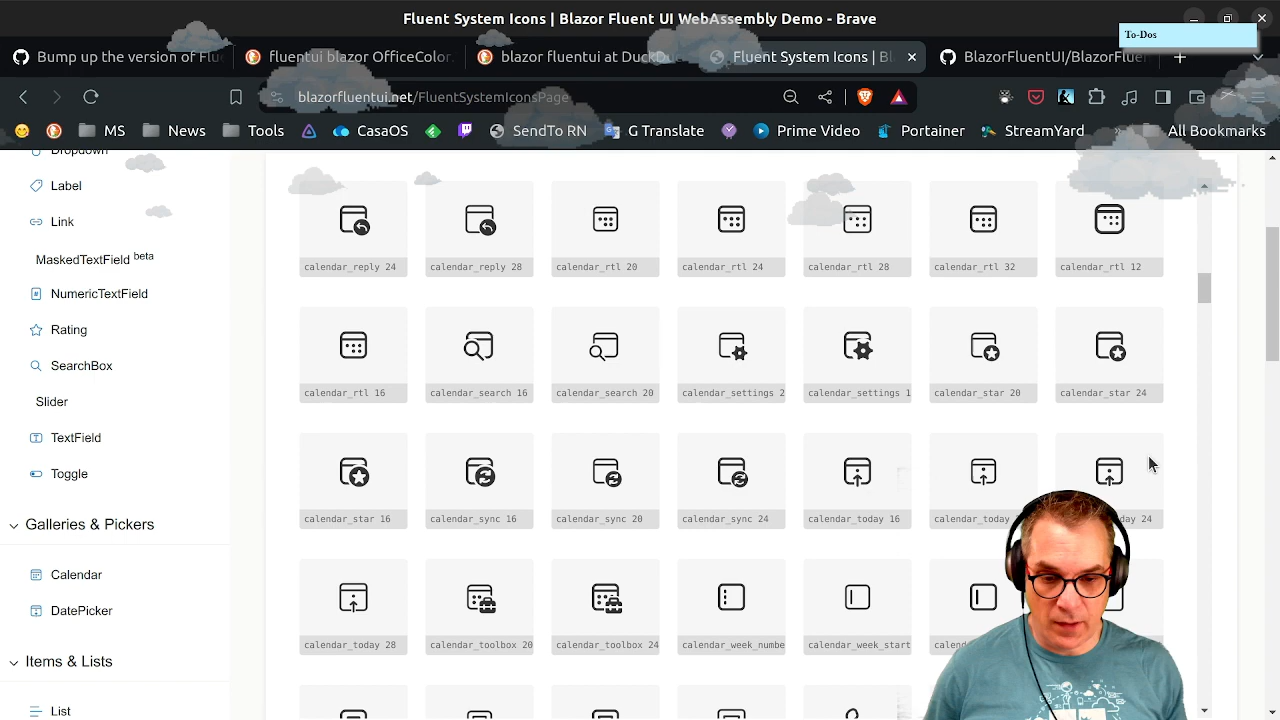 Fluent System Icons | Blazor Fluent UI WebAssembly Demo - Brave
To-Dos
Bump up the version of Flu
fluentui blazor OfficeColor.
blazor fluentui at DuckDu
Fluent System Icons | Bl
BlazorFluentUI/BlazorFluen
blazorfluentui.net/FluentSystemIconsPage
MS
News
Tools
CasaOS
SendTo RN
G Translate
Prime Video
Portainer
StreamYard
All Bookmarks
Dropdown
Label
Link
MaskedTextField beta
NumericTextField
Rating
SearchBox
Slider
TextField
Toggle
Galleries & Pickers
Calendar
DatePicker
Items & Lists
List
calendar_reply 24
calendar_reply 28
calendar_rtl 20
calendar_rtl 24
calendar_rtl 28
calendar_rtl 32
calendar_rtl 12
calendar_rtl 16
calendar_search 16
calendar_search 20
calendar_settings 2
calendar_settings 1
calendar_star 20
calendar_star 24
calendar_star 16
calendar_sync 16
calendar_sync 20
calendar_sync 24
calendar_today 16
calendar_today
day 24
calendar_today 28
calendar_toolbox 20
calendar_toolbox 24
calendar_week_numbe
calendar_week_start